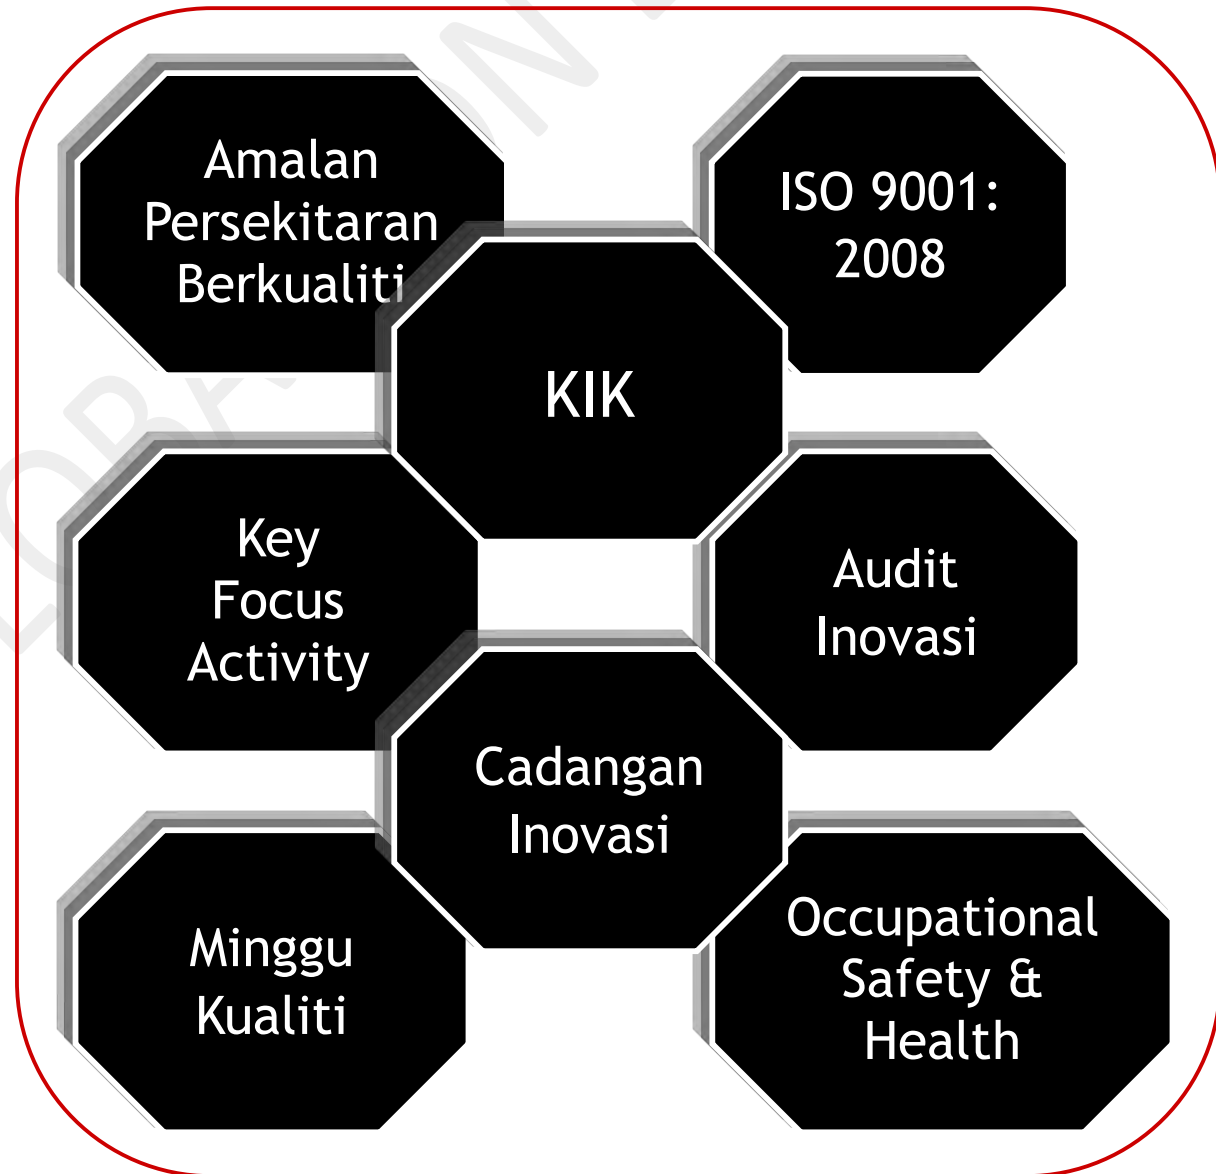 Amalan
Persekitaran
Berkualiti
ISO 9001:
2008
KIK
Key
Focus
Activity
Audit
Inovasi
Cadangan
Inovasi
Minggu
Kualiti
Occupational
Safety &
Health